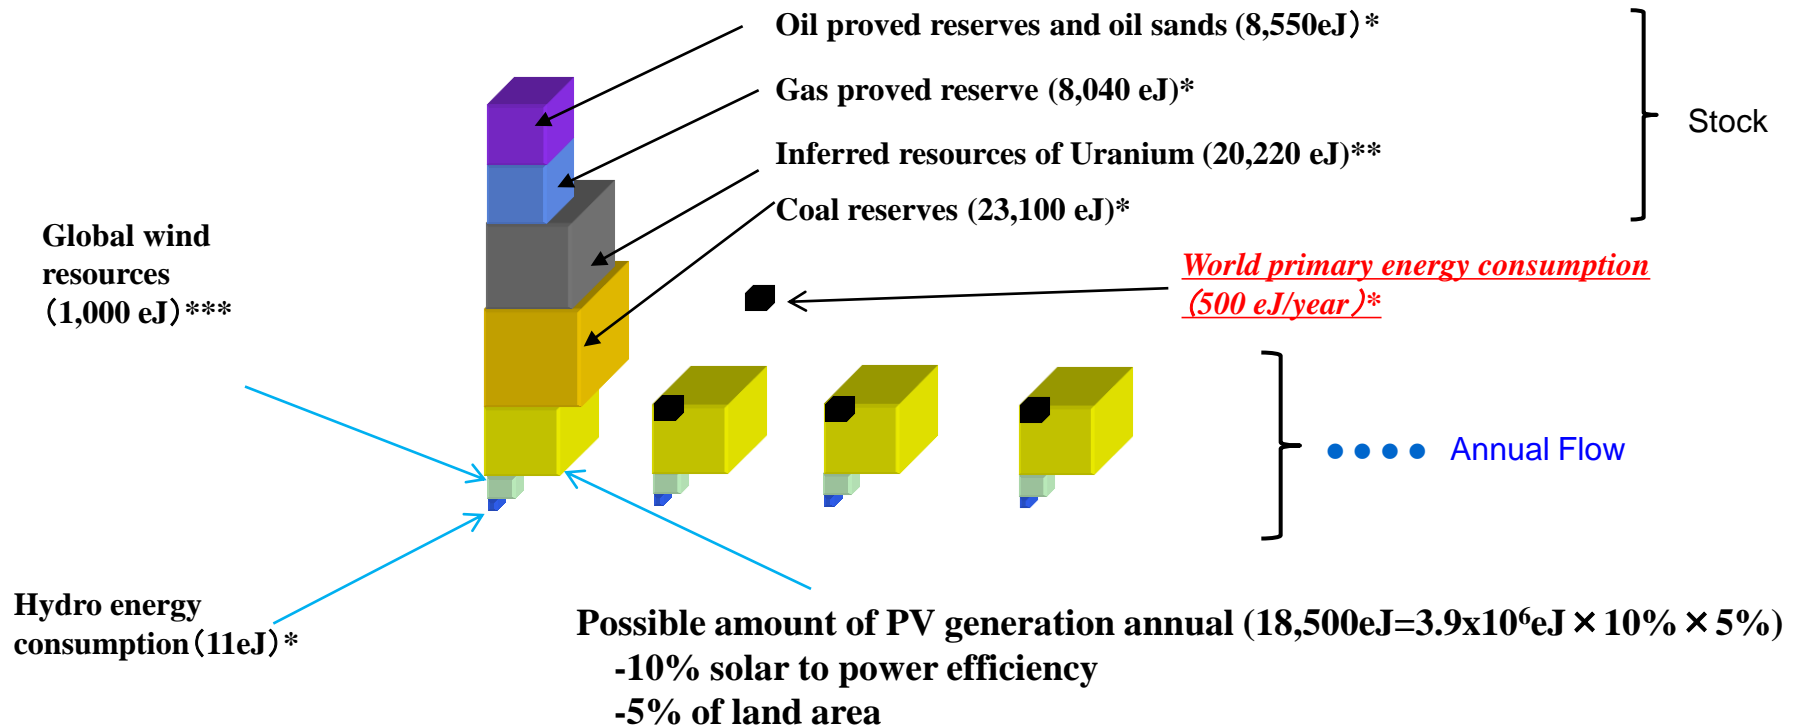 Oil proved reserves and oil sands (8,550eJ）*
Gas proved reserve (8,040 eJ)*
Inferred resources of Uranium (20,220 eJ)**
Coal reserves (23,100 eJ)*
Stock
Global wind
resources
（1,000 eJ）***
World primary energy consumption
（500 eJ/year）*
Annual Flow
Hydro energy
consumption（11eJ）*
Possible amount of PV generation annual (18,500eJ=3.9x10⁶eJ×10%×5%)
-10% solar to power efficiency
-5% of land area